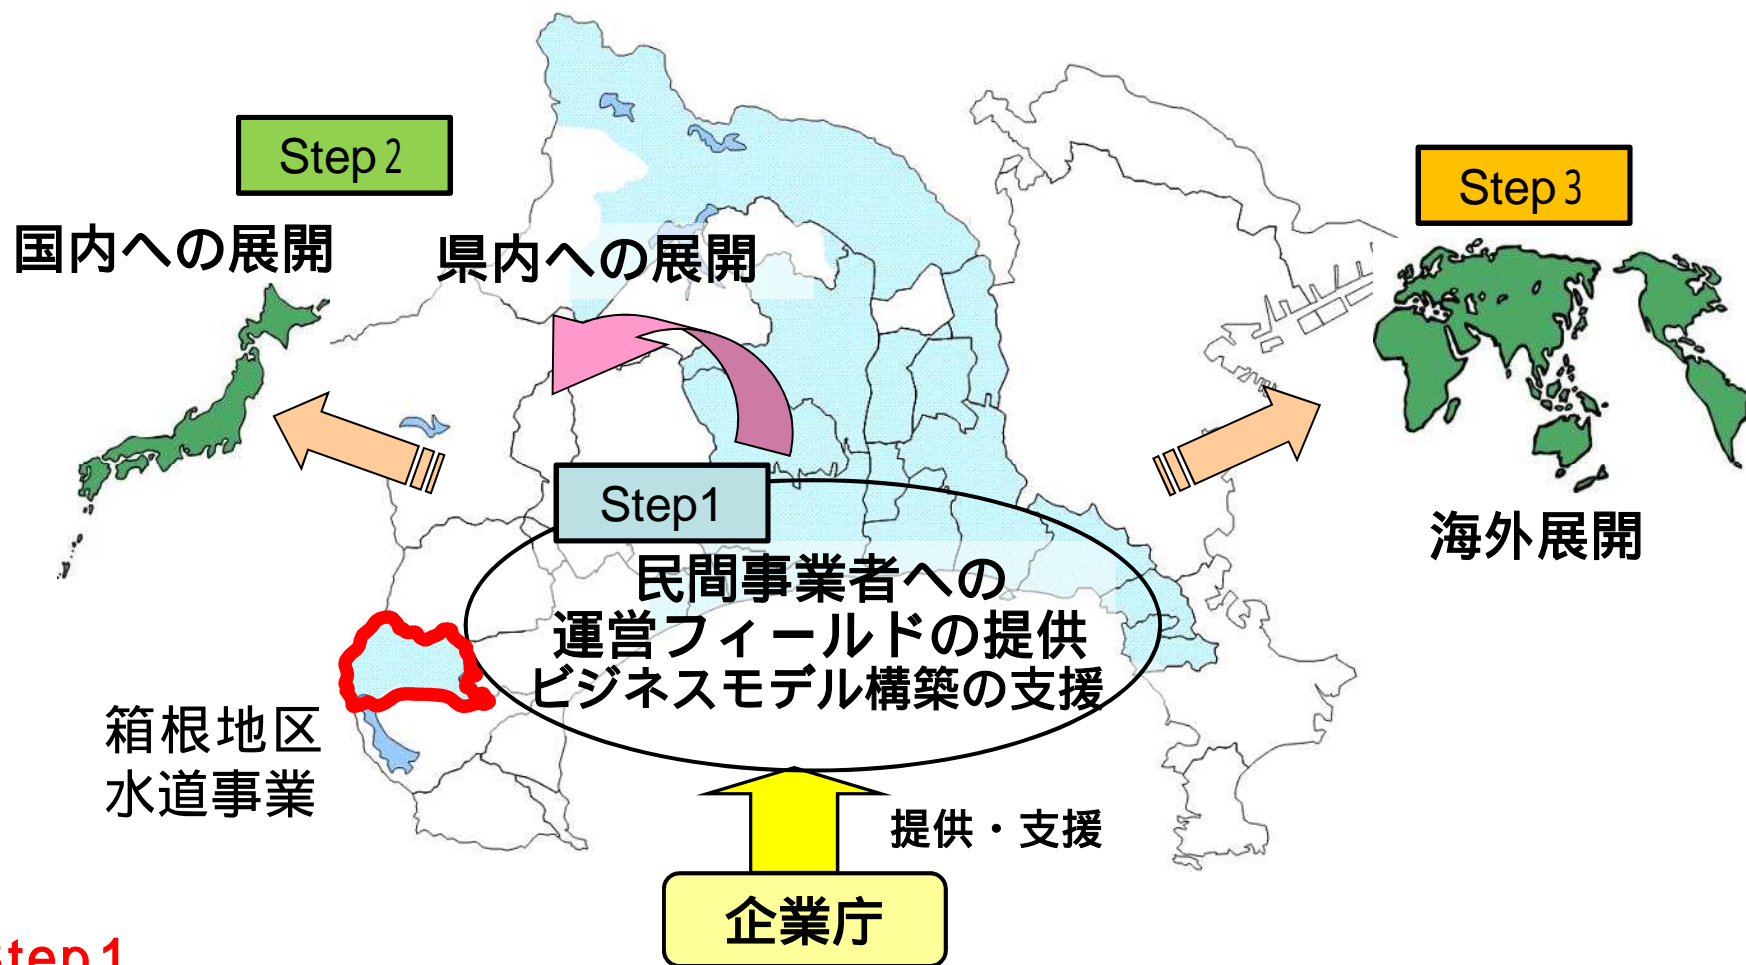 Step 2
Step 3
国内への展開
県内への展開
Step1
海外展開
民間事業者への
運営フィールドの提供
ビジネスモデル構築の支援
箱根地区
水道事業
提供・支援
企業庁
Step 1